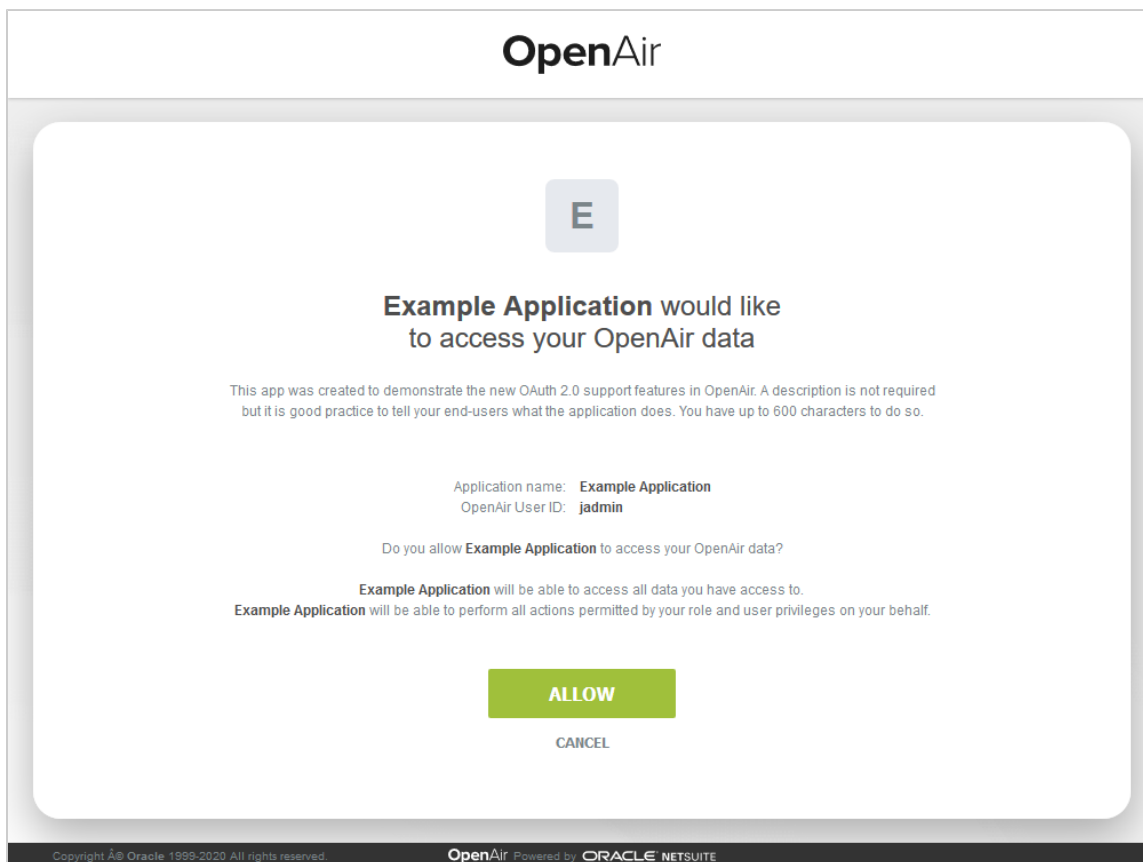 OpenAir
E
Example Application would like
to access your OpenAir data
This app was created to demonstrate the new OAuth 2.0 support features in OpenAir. A description is not required
but it is good practice to tell your end-users what the application does. You have up to 600 characters to do so.
Application name: Example Application
OpenAir User ID: jadmin
Do you allow Example Application to access your OpenAir data?
Example Application will be able to access all data you have access to.
Example Application will be able to perform all actions permitted by your role and user privileges on your behalf.
ALLOW
CANCEL
Copyright Â© Oracle 1999-2020 All rights reserved. OpenAir Powered by ORACLE NETSUITE